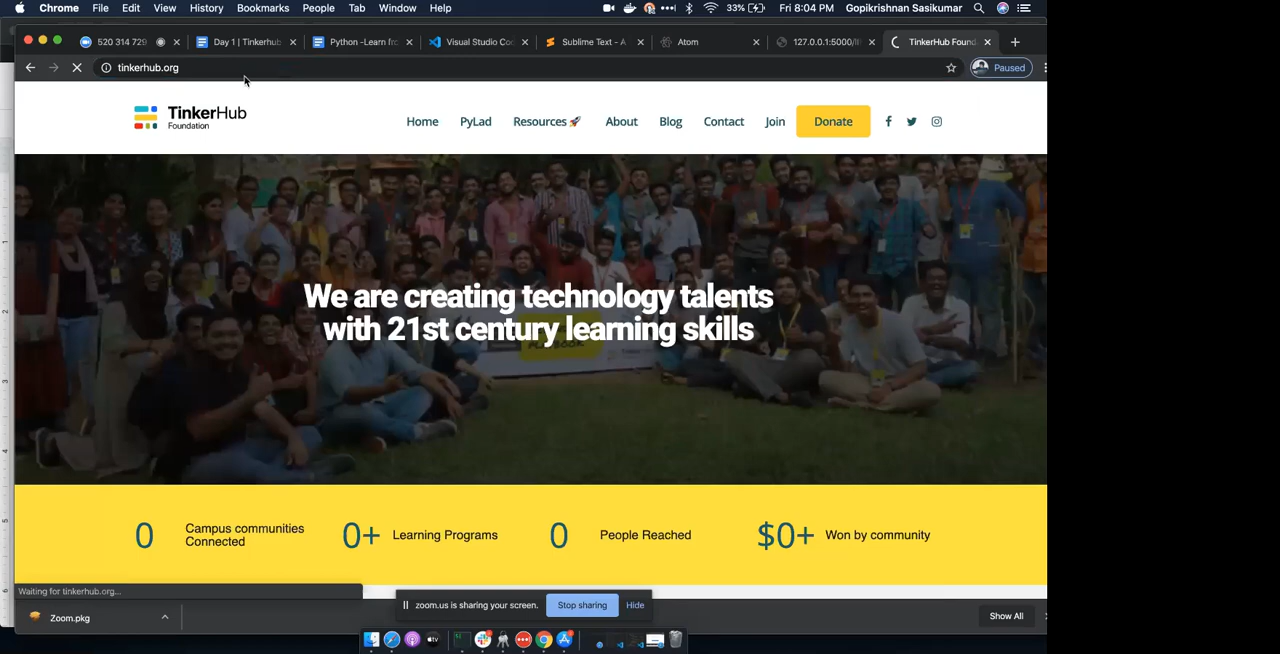 Chrome File Edit View History Bookmarks People Tab Window Help 33% Fri 8:04 PM Gopikrishnan Sasikumar
520 314 729 Day 1 | Tinkerhub Python -Learn fro Visual Studio Co Sublime Text - A Atom 127.0.0.1:5000/ TinkerHub Found
tinkerhub.org Paused
TinkerHub
Foundation
Home PyLad Resources🚀 About Blog Contact Join Donate
We are creating technology talents
with 21st century learning skills
0 Campus communities
Connected
0+ Learning Programs
0 People Reached
$0+ Won by community
Waiting for tinkerhub.org...
zoom.us is sharing your screen. Stop sharing Hide
Zoom.pkg Show All